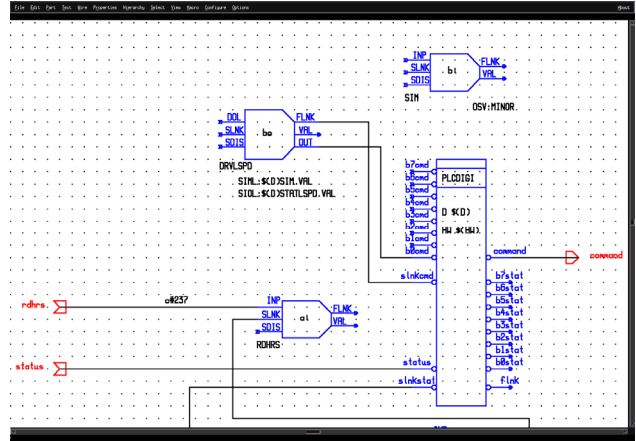 File Edit Part Text Wire Properties Hierarchy Select View Macro Configure Options About
INP
SLNK
SDIS
bi
FLNK
VAL
SIM
OSV:MINOR
DOL
SLNK
SDIS
bo
FLNK
VAL
OUT
DRVLSPD
SIML:$(D)SIM.VAL
SIOL:$(D)STATLSPD.VAL
b7cmd
b6cmd
b5cmd
b4cmd
b3cmd
b2cmd
b1cmd
b0cmd
slnkcmd
PLCDIGI
D $(D)
HW $(HW)
command
command
b7stat
b6stat
b5stat
b4stat
b3stat
b2stat
b1stat
b0stat
flnk
rdhrs
c#237
INP
SLNK
SDIS
ai
FLNK
VAL
RDHRS
status
status
slnkstat